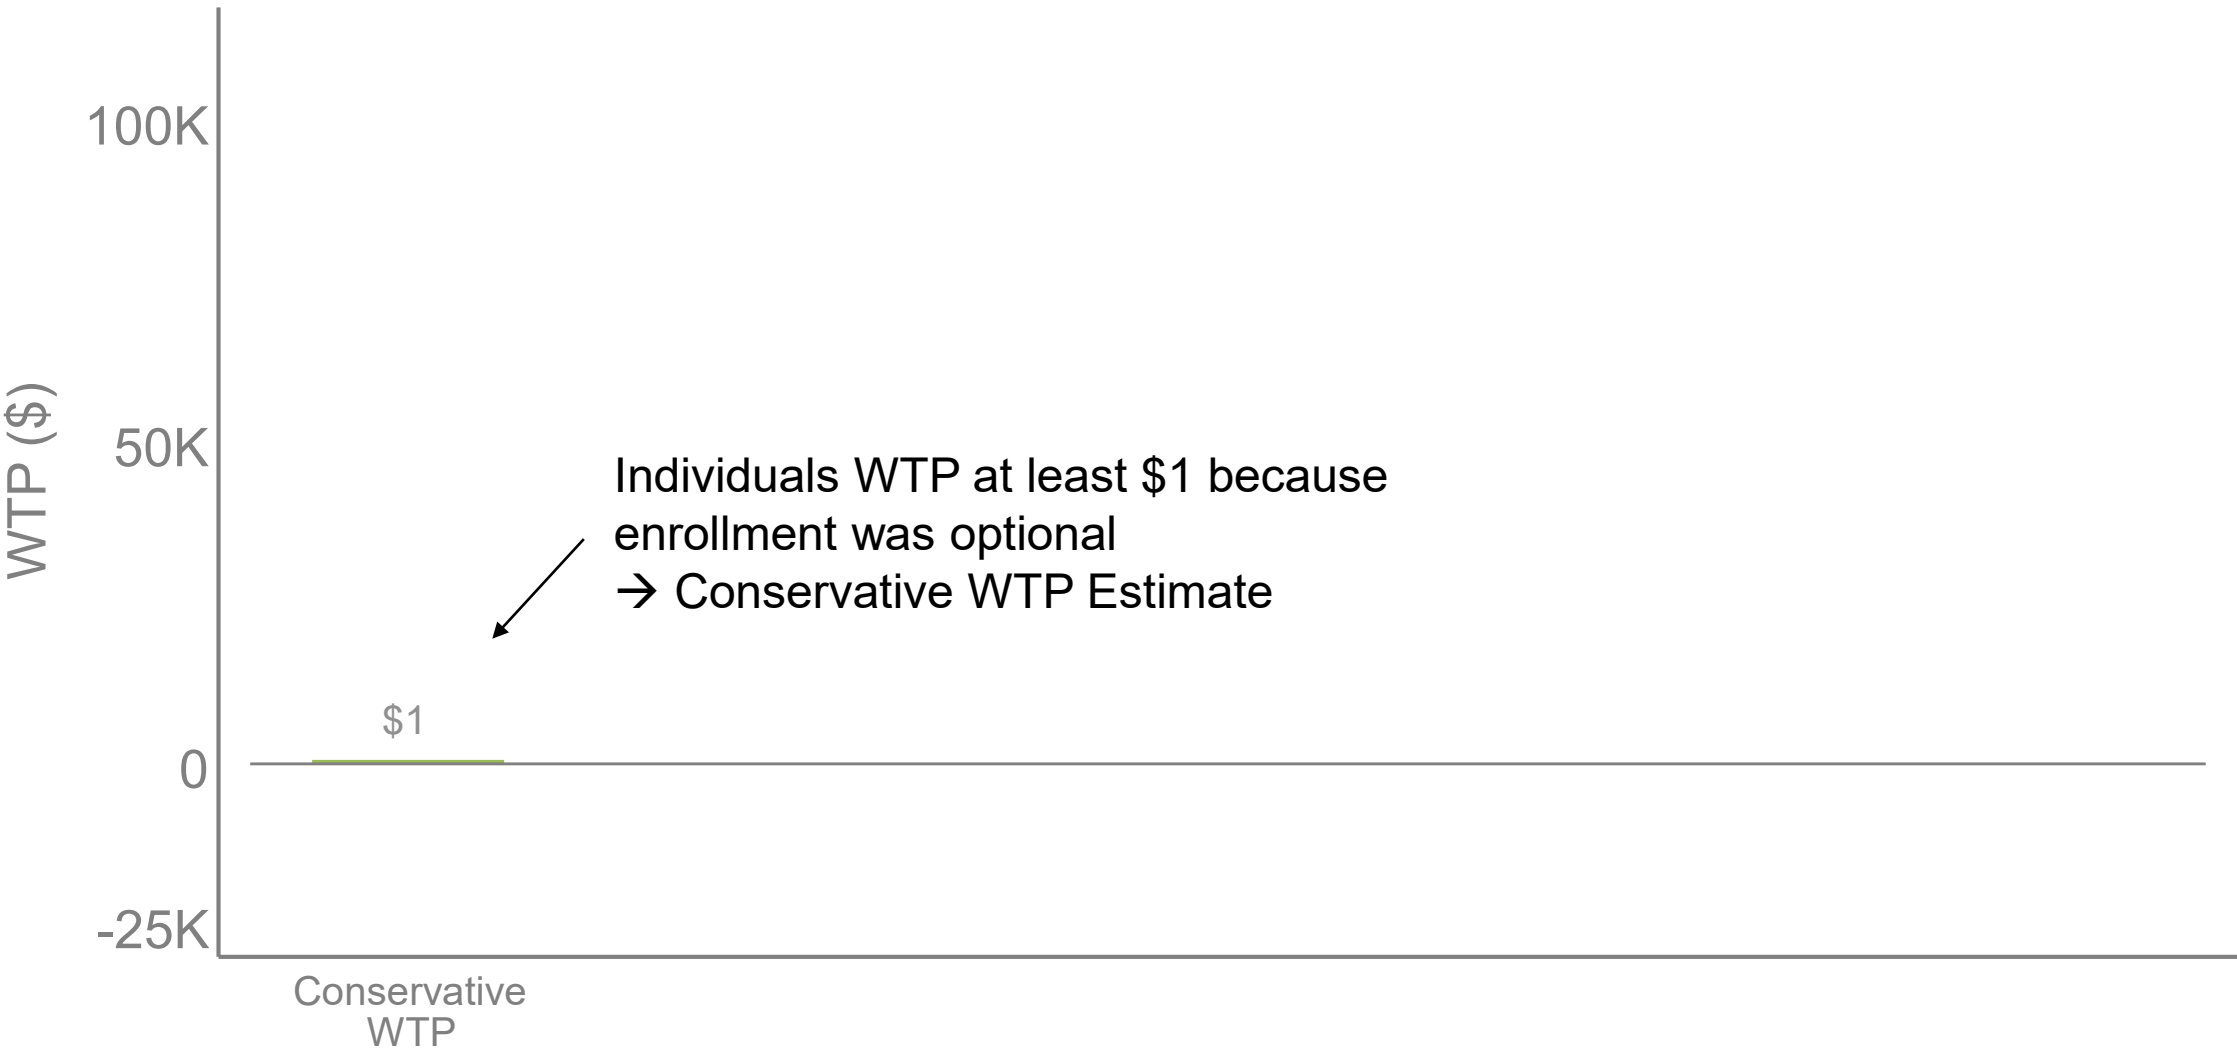 100K
50K
0
-25K
WTP ($)
Individuals WTP at least $1 because
enrollment was optional
→ Conservative WTP Estimate
$1
Conservative
WTP